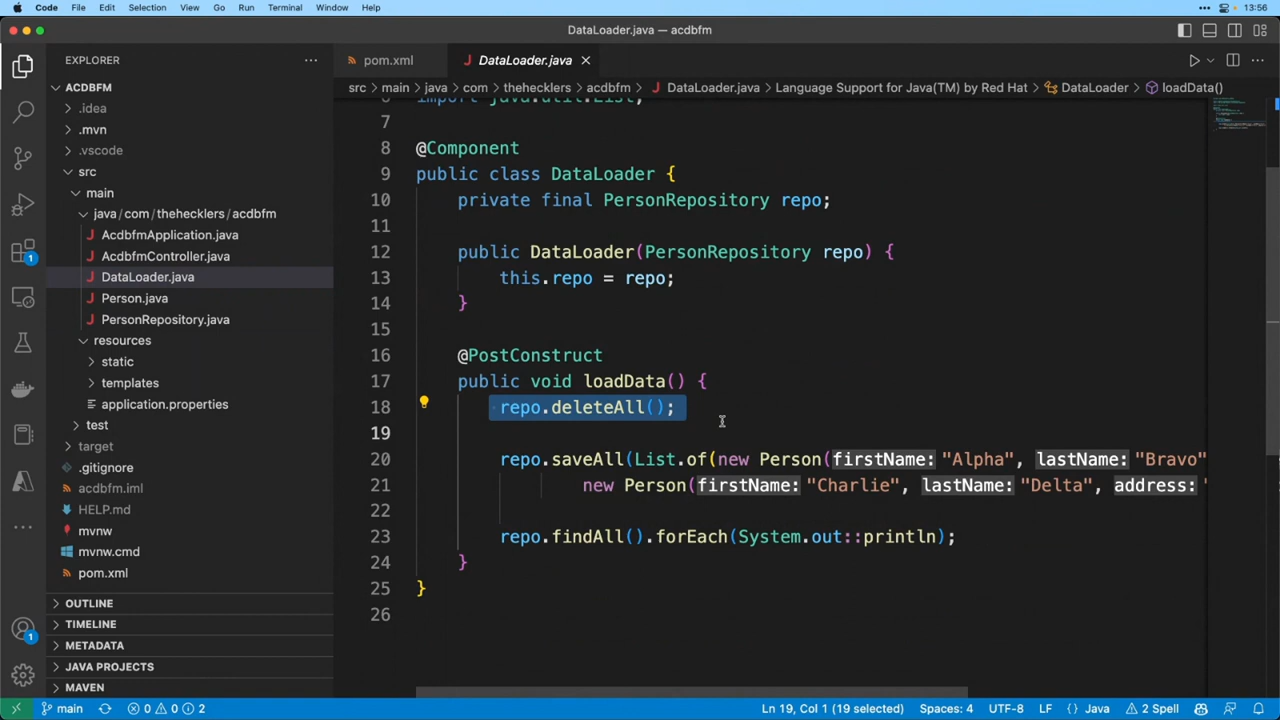 Code File Edit Selection View Go Run Terminal Window Help 13:56
DataLoader.java — acdbfm
EXPLORER
pom.xml
DataLoader.java
src > main > java > com > thehecklers > acdbfm > DataLoader.java > Language Support for Java(TM) by Red Hat > DataLoader > loadData()
ACDBFM
.idea
.mvn
.vscode
src
main
java/com/thehecklers/acdbfm
AcdbfmApplication.java
AcdbfmController.java
DataLoader.java
Person.java
PersonRepository.java
resources
static
templates
application.properties
test
target
.gitignore
acdbfm.iml
HELP.md
mvnw
mvnw.cmd
pom.xml
OUTLINE
TIMELINE
METADATA
JAVA PROJECTS
MAVEN
6 import java.util.List;
7
8 @Component
9 public class DataLoader {
10 private final PersonRepository repo;
11
12 public DataLoader(PersonRepository repo) {
13 this.repo = repo;
14 }
15
16 @PostConstruct
17 public void loadData() {
18 repo.deleteAll();
19
20 repo.saveAll(List.of(new Person(firstName: "Alpha", lastName: "Bravo"
21 new Person(firstName: "Charlie", lastName: "Delta", address: "
22
23 repo.findAll().forEach(System.out::println);
24 }
25 }
26
1
1
main 0 0 2 Ln 19, Col 1 (19 selected) Spaces: 4 UTF-8 LF {} Java 2 Spell